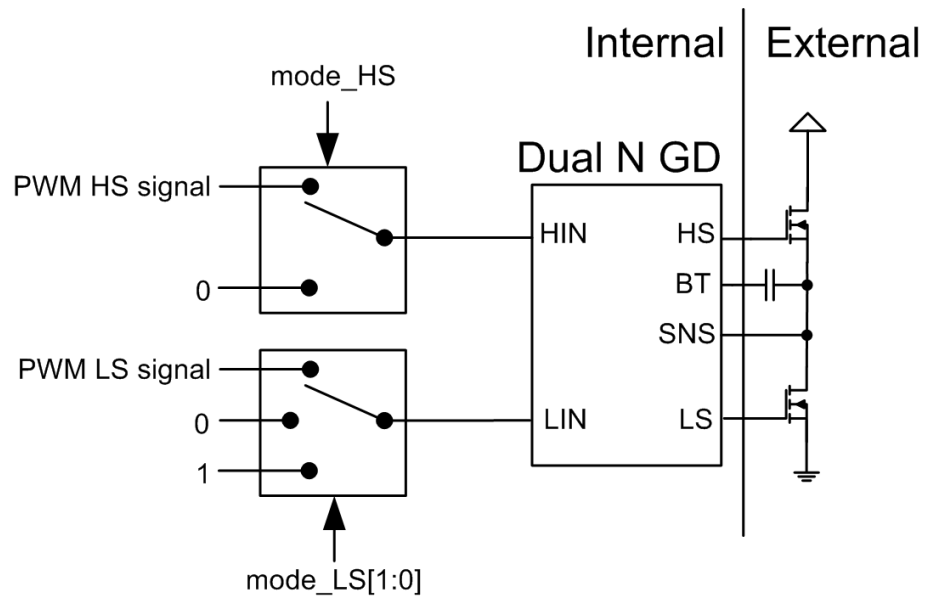 Internal
External
mode_HS
Dual N GD
PWM HS signal
HIN
HS
0
BT
SNS
PWM LS signal
0
LIN
LS
1
mode_LS[1:0]